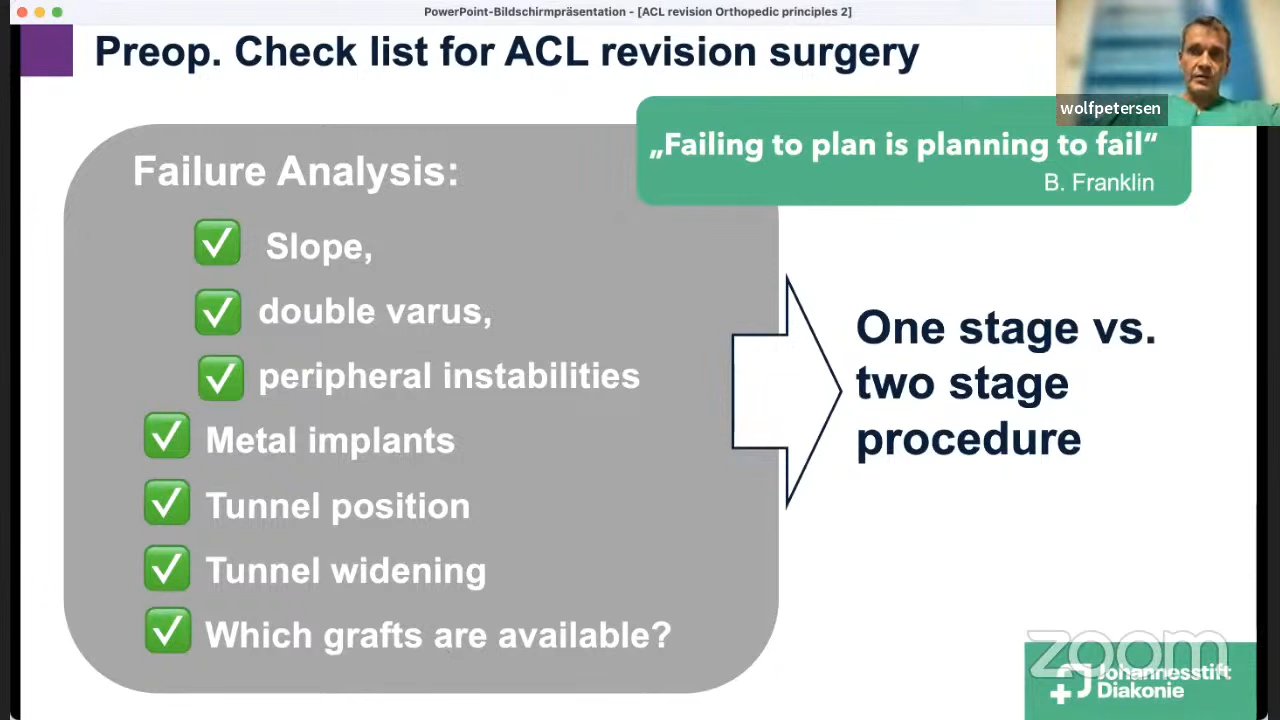 PowerPoint-Bildschirmpräsentation - [ACL revision Orthopedic principles 2]
Preop. Check list for ACL revision surgery
wolfpetersen
„Failing to plan is planning to fail“
B. Franklin
Failure Analysis:
Slope,
double varus,
peripheral instabilities
Metal implants
Tunnel position
Tunnel widening
Which grafts are available?
One stage vs.
two stage
procedure
zoom
Johannesstift
Diakonie